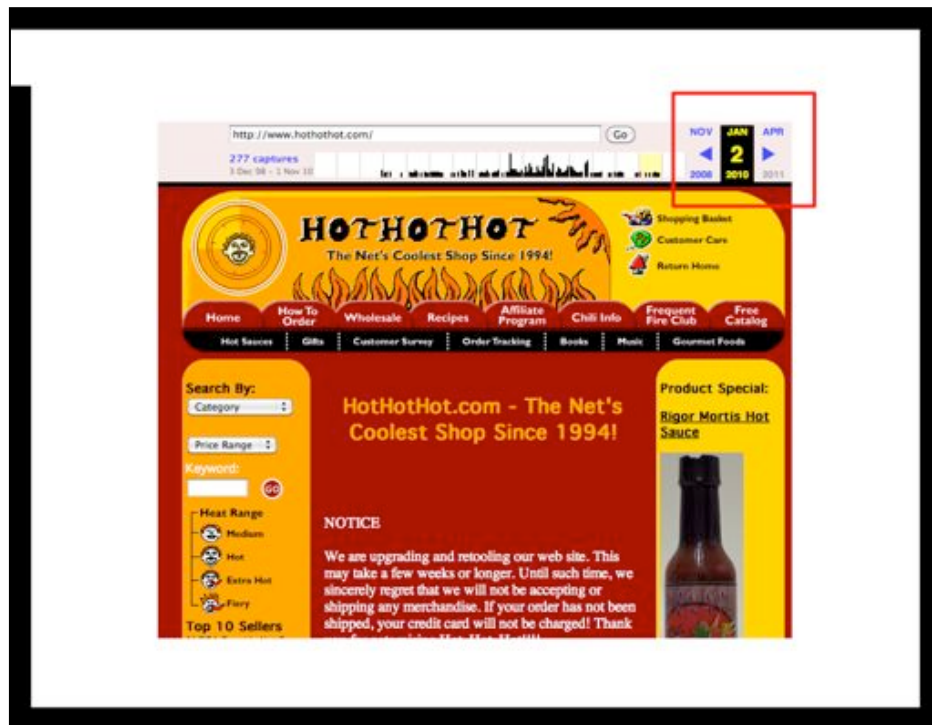 http://www.hothothot.com/
Go
277 captures
3 Dec 98 - 1 Nov 10
NOV JAN APR
2
2008 2010 2011
HOTHOTHOT
The Net's Coolest Shop Since 1994!
Shopping Basket
Customer Care
Return Home
Home
How To Order
Wholesale
Recipes
Affiliate Program
Chili Info
Frequent Fire Club
Free Catalog
Hot Sauces
Gifts
Customer Survey
Order Tracking
Books
Music
Gourmet Foods
Search By:
Category
Price Range
Keyword:
GO
Heat Range
Medium
Hot
Extra Hot
Fiery
Top 10 Sellers
HotHotHot.com - The Net's
Coolest Shop Since 1994!
NOTICE
We are upgrading and retooling our web site. This
may take a few weeks or longer. Until such time, we
sincerely regret that we will not be accepting or
shipping any merchandise. If your order has not been
shipped, your credit card will not be charged! Thank
Product Special:
Rigor Mortis Hot
Sauce